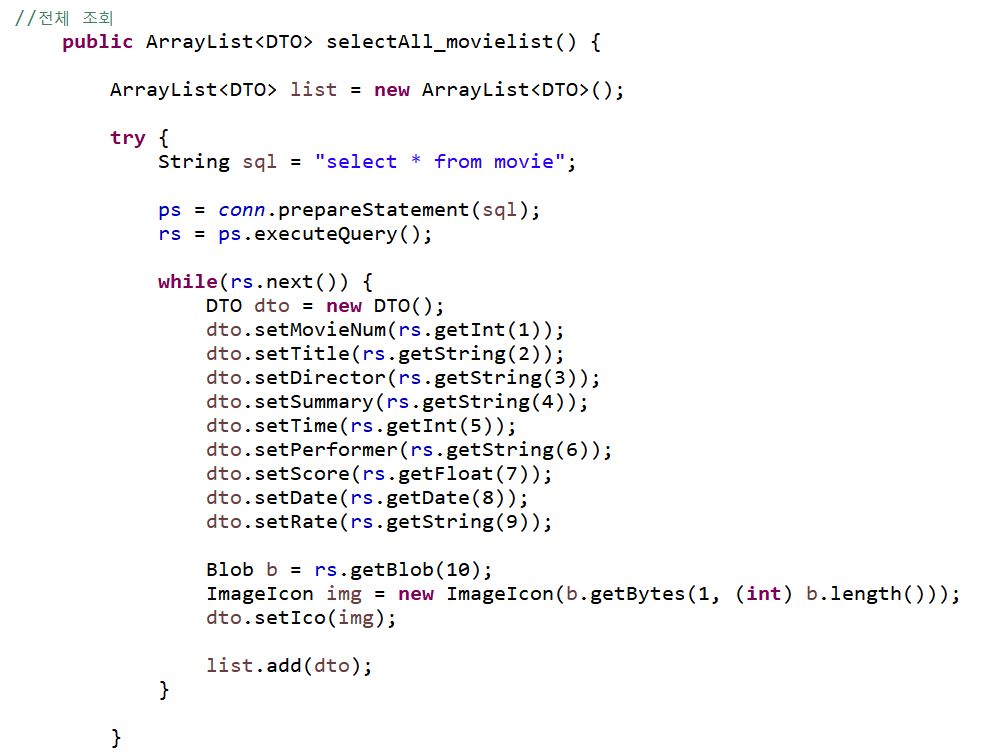 //전체 조회
public ArrayList<DTO> selectAll_movielist() {
ArrayList<DTO> list = new ArrayList<DTO>();
try {
String sql = "select * from movie";
ps = conn.prepareStatement(sql);
rs = ps.executeQuery();
while(rs.next()) {
DTO dto = new DTO();
dto.setMovieNum(rs.getInt(1));
dto.setTitle(rs.getString(2));
dto.setDirector(rs.getString(3));
dto.setSummary(rs.getString(4));
dto.setTime(rs.getInt(5));
dto.setPerformer(rs.getString(6));
dto.setScore(rs.getFloat(7));
dto.setDate(rs.getDate(8));
dto.setRate(rs.getString(9));
Blob b = rs.getBlob(10);
ImageIcon img = new ImageIcon(b.getBytes(1, (int) b.length()));
dto.setIco(img);
list.add(dto);
}
}